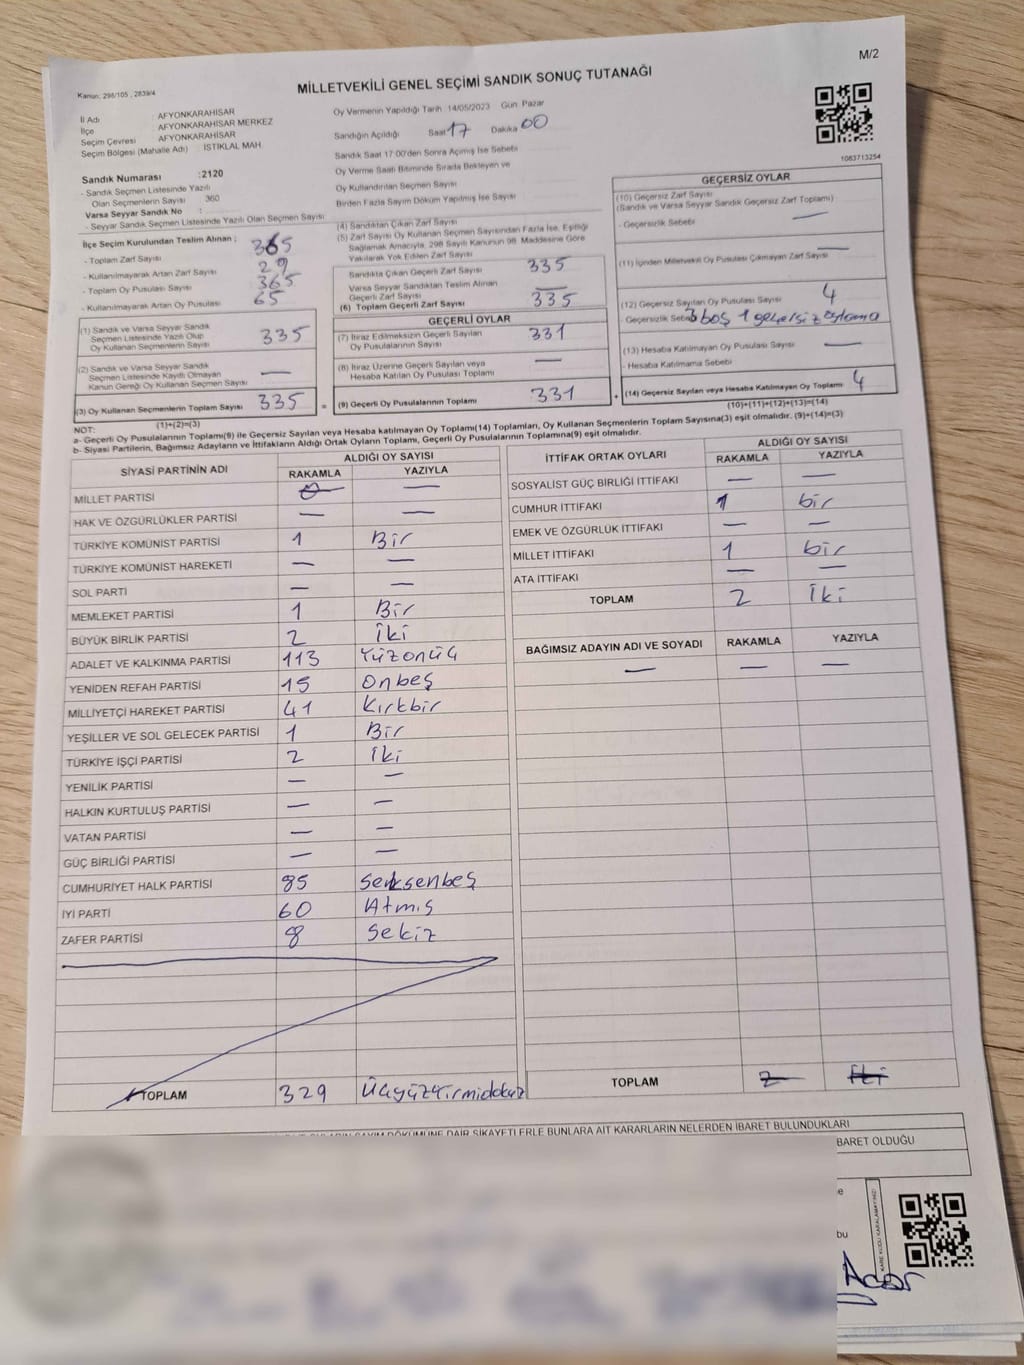 M/2
MİLLETVEKİLİ GENEL SEÇİMİ SANDIK SONUÇ TUTANAĞI
Kanun: 298/105 , 2839/4
İl Adı AFYONKARAHİSAR
İlçe AFYONKARAHİSAR MERKEZ
Seçim Çevresi AFYONKARAHİSAR
Seçim Bölgesi (Mahalle Adı) : İSTİKLAL MAH.
Sandık Numarası :2120
- Sandık Seçmen Listesinde Yazılı
Olan Seçmenlerin Sayısı 360
Varsa Seyyar Sandık No :
- Seyyar Sandık Seçmen Listesinde Yazılı Olan Seçmen Sayısı
İlçe Seçim Kurulundan Teslim Alınan ;
- Toplam Zarf Sayısı 365
- Kullanılmayarak Artan Zarf Sayısı 29
- Toplam Oy Pusulası Sayısı 365
- Kullanılmayarak Artan Oy Pusulası 65
(1) Sandık ve Varsa Seyyar Sandık
Seçmen Listesinde Yazılı Olup
Oy Kullanan Seçmenlerin Sayısı 335
(2) Sandık ve Varsa Seyyar Sandık
Seçmen Listesinde Kayıtlı Olmayan
Kanun Gereği Oy Kullanan Seçmen Sayısı —
(3) Oy Kullanan Seçmenlerin Toplam Sayısı 335
(1)+(2)=(3)
Oy Vermenin Yapıldığı Tarih 14/05/2023 Gün: Pazar
Sandığın Açıldığı Saat 17 Dakika 00
Sandık Saat 17:00'den Sonra Açılmış İse Sebebi
Oy Verme Saati Bitiminde Sırada Bekleyen ve
Oy Kullandırılan Seçmen Sayısı
Birden Fazla Sayım Döküm Yapılmış İse Sayısı
(4) Sandıktan Çıkan Zarf Sayısı
(5) Zarf Sayısı Oy Kullanan Seçmen Sayısından Fazla İse, Eşitliği
Sağlamak Amacıyla, 298 Sayılı Kanunun 98. Maddesine Göre
Yakılarak Yok Edilen Zarf Sayısı
Sandıkta Çıkan Geçerli Zarf Sayısı 335
Varsa Seyyar Sandıktan Teslim Alınan
Geçerli Zarf Sayısı —
(6) Toplam Geçerli Zarf Sayısı 335
GEÇERLİ OYLAR
(7) İtiraz Edilmeksizin Geçerli Sayılan
Oy Pusulalarının Sayısı 331
(8) İtiraz Üzerine Geçerli Sayılan veya
Hesaba Katılan Oy Pusulası Toplamı —
= (9) Geçerli Oy Pusulalarının Toplamı 331 +
1083713254
GEÇERSİZ OYLAR
(10) Geçersiz Zarf Sayısı
(Sandık ve Varsa Seyyar Sandık Geçersiz Zarf Toplamı)
- Geçersizlik Sebebi —
(11) İçinden Milletvekili Oy Pusulası Çıkmayan Zarf Sayısı —
(12) Geçersiz Sayılan Oy Pusulası Sayısı 4
- Geçersizlik Sebebi 3 boş 1 geçersiz oylama
(13) Hesaba Katılmayan Oy Pusulası Sayısı —
- Hesaba Katılmama Sebebi
(14) Geçersiz Sayılan veya Hesaba Katılmayan Oy Toplamı 4
(10)+(11)+(12)+(13)=(14)
NOT:
a- Geçerli Oy Pusulalarının Toplamı(9) ile Geçersiz Sayılan veya Hesaba Katılmayan Oy Toplamı(14) Toplamları, Oy Kullanan Seçmenlerin Toplam Sayısına(3) eşit olmalıdır. (9)+(14)=(3)
b- Siyasi Partilerin, Bağımsız Adayların ve İttifakların Aldığı Ortak Oyların Toplamı, Geçerli Oy Pusulalarının Toplamına(9) eşit olmalıdır.
SİYASİ PARTİNİN ADI ALDIĞI OY SAYISI
RAKAMLA YAZIYLA
MİLLET PARTİSİ — —
HAK VE ÖZGÜRLÜKLER PARTİSİ — —
TÜRKİYE KOMÜNİST PARTİSİ 1 Bir
TÜRKİYE KOMÜNİST HAREKETİ — —
SOL PARTİ — —
MEMLEKET PARTİSİ 1 Bir
BÜYÜK BİRLİK PARTİSİ 2 İki
ADALET VE KALKINMA PARTİSİ 113 Yüzonüç
YENİDEN REFAH PARTİSİ 15 Onbeş
MİLLİYETÇİ HAREKET PARTİSİ 41 Kırkbir
YEŞİLLER VE SOL GELECEK PARTİSİ 1 Bir
TÜRKİYE İŞÇİ PARTİSİ 2 İki
YENİLİK PARTİSİ — —
HALKIN KURTULUŞ PARTİSİ — —
VATAN PARTİSİ — —
GÜÇ BİRLİĞİ PARTİSİ — —
CUMHURİYET HALK PARTİSİ 85 Seksenbeş
İYİ PARTİ 60 Atmış
ZAFER PARTİSİ 8 Sekiz
TOPLAM 329 Üçyüzyirmidokuz
İTTİFAK ORTAK OYLARI ALDIĞI OY SAYISI
RAKAMLA YAZIYLA
SOSYALİST GÜÇ BİRLİĞİ İTTİFAKI — —
CUMHUR İTTİFAKI 1 bir
EMEK VE ÖZGÜRLÜK İTTİFAKI — —
MİLLET İTTİFAKI 1 bir
ATA İTTİFAKI — —
TOPLAM 2 İki
BAĞIMSIZ ADAYIN ADI VE SOYADI RAKAMLA YAZIYLA
— — —
TOPLAM 2 İki
SAYIM DÖKÜMÜNE DAİR ŞİKAYETLERLE BUNLARA AİT KARARLARIN NELERDEN İBARET BULUNDUKLARI
BARET OLDUĞU
KARE KODU KARALAMAYINIZ!
bu
Acar